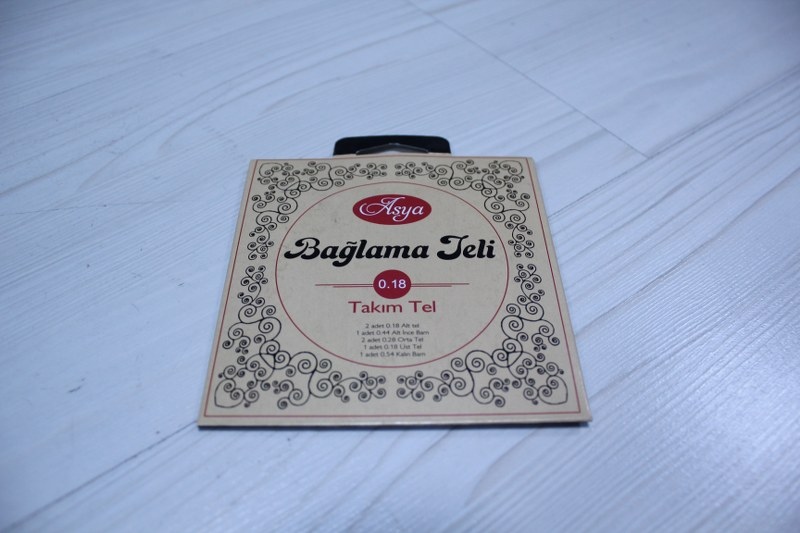 Asya
Bağlama Teli
0.18
Takım Tel
2 adet 0.18 Alt tel
1 adet 0.44 Alt İnce Bam
2 adet 0.28 Orta Tel
1 adet 0.18 Üst Tel
1 adet 0,54 Kalın Bam